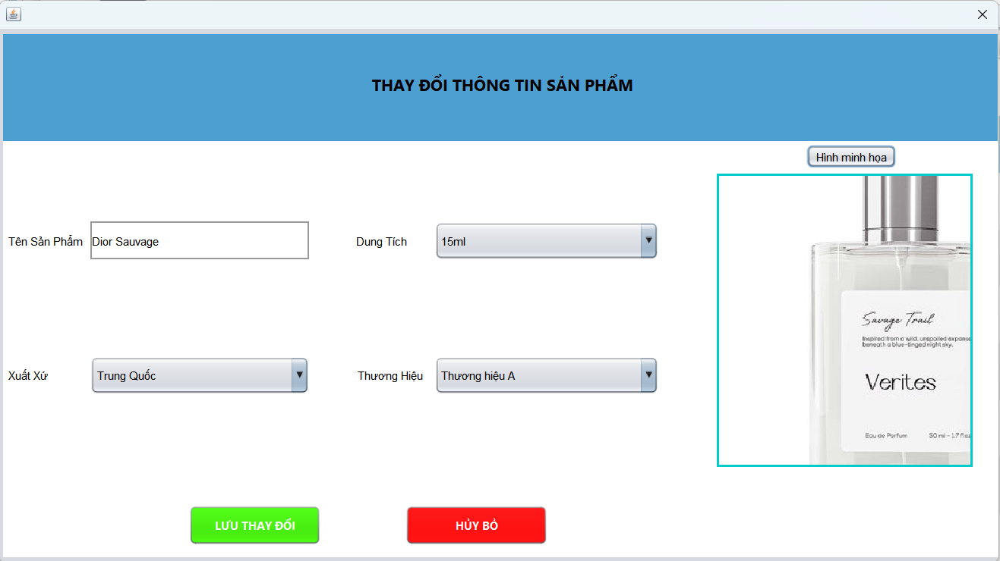 THAY ĐỔI THÔNG TIN SẢN PHẨM
Hình minh họa
Tên Sản Phẩm
Dior Sauvage
Dung Tích
15ml
Xuất Xứ
Trung Quốc
Thương Hiệu
Thương hiệu A
Savage Trail
Inspired from a wild, unspoiled expanse
beneath a blue-tinged night sky.
Verites
Eau de Parfum
50 ml - 1.7 fl.oz
LƯU THAY ĐỔI
HỦY BỎ